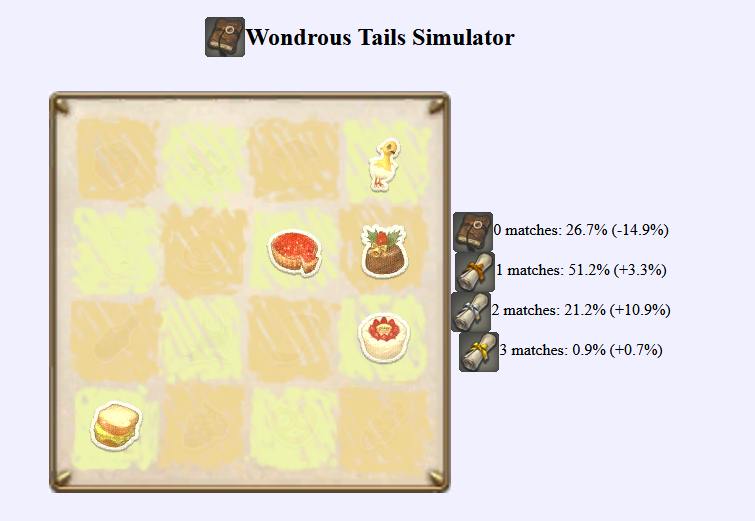 Wondrous Tails Simulator
0 matches: 26.7% (-14.9%)
1 matches: 51.2% (+3.3%)
2 matches: 21.2% (+10.9%)
3 matches: 0.9% (+0.7%)